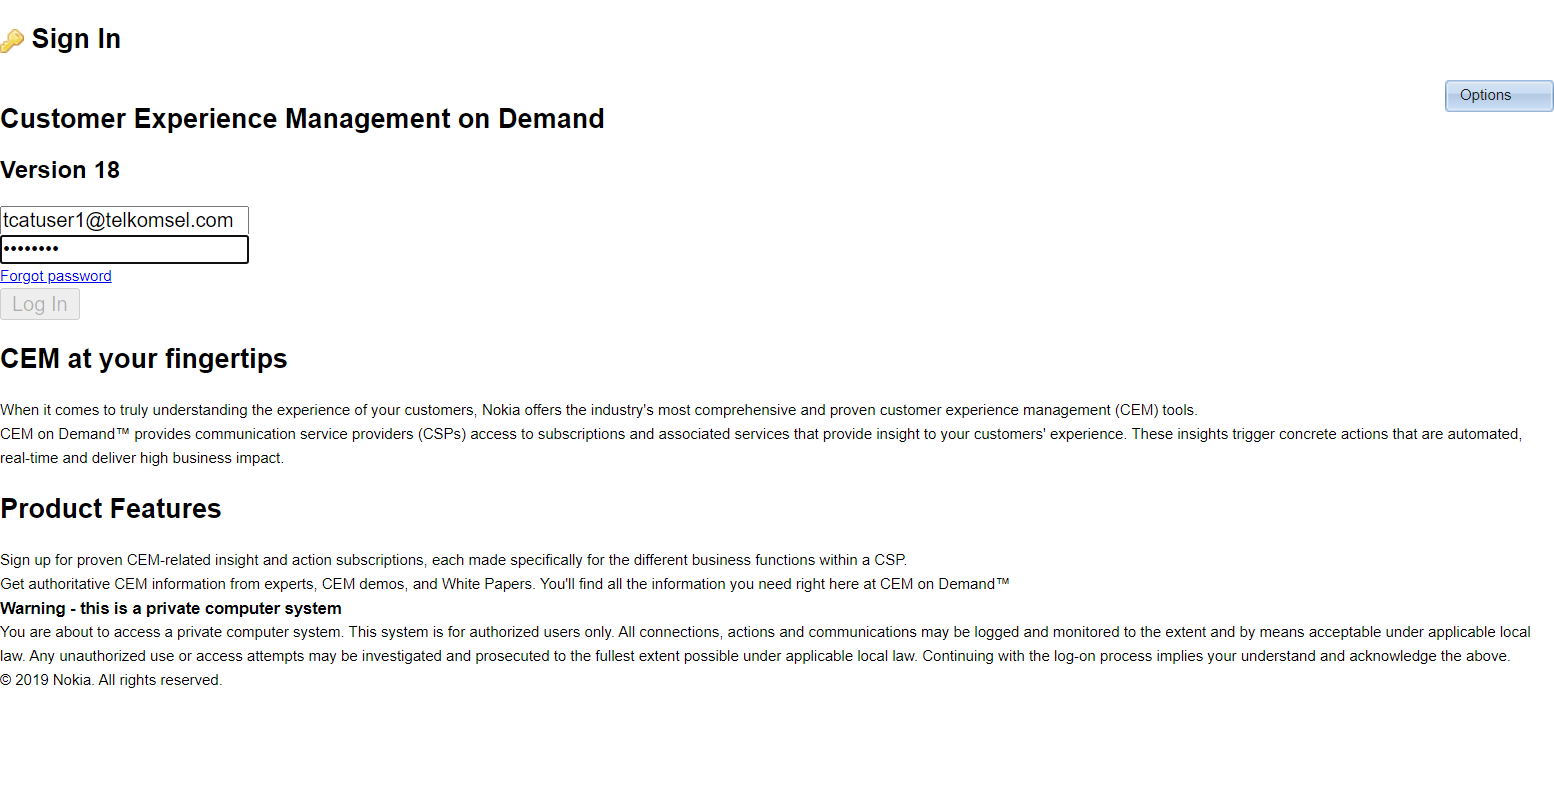 Sign In
Options
Customer Experience Management on Demand
Version 18
tcatuser1@telkomsel.com
••••••••
Forgot password
Log In
CEM at your fingertips
When it comes to truly understanding the experience of your customers, Nokia offers the industry's most comprehensive and proven customer experience management (CEM) tools.
CEM on Demand™ provides communication service providers (CSPs) access to subscriptions and associated services that provide insight to your customers' experience. These insights trigger concrete actions that are automated,
real-time and deliver high business impact.
Product Features
Sign up for proven CEM-related insight and action subscriptions, each made specifically for the different business functions within a CSP.
Get authoritative CEM information from experts, CEM demos, and White Papers. You'll find all the information you need right here at CEM on Demand™
Warning - this is a private computer system
You are about to access a private computer system. This system is for authorized users only. All connections, actions and communications may be logged and monitored to the extent and by means acceptable under applicable local
law. Any unauthorized use or access attempts may be investigated and prosecuted to the fullest extent possible under applicable local law. Continuing with the log-on process implies your understand and acknowledge the above.
© 2019 Nokia. All rights reserved.